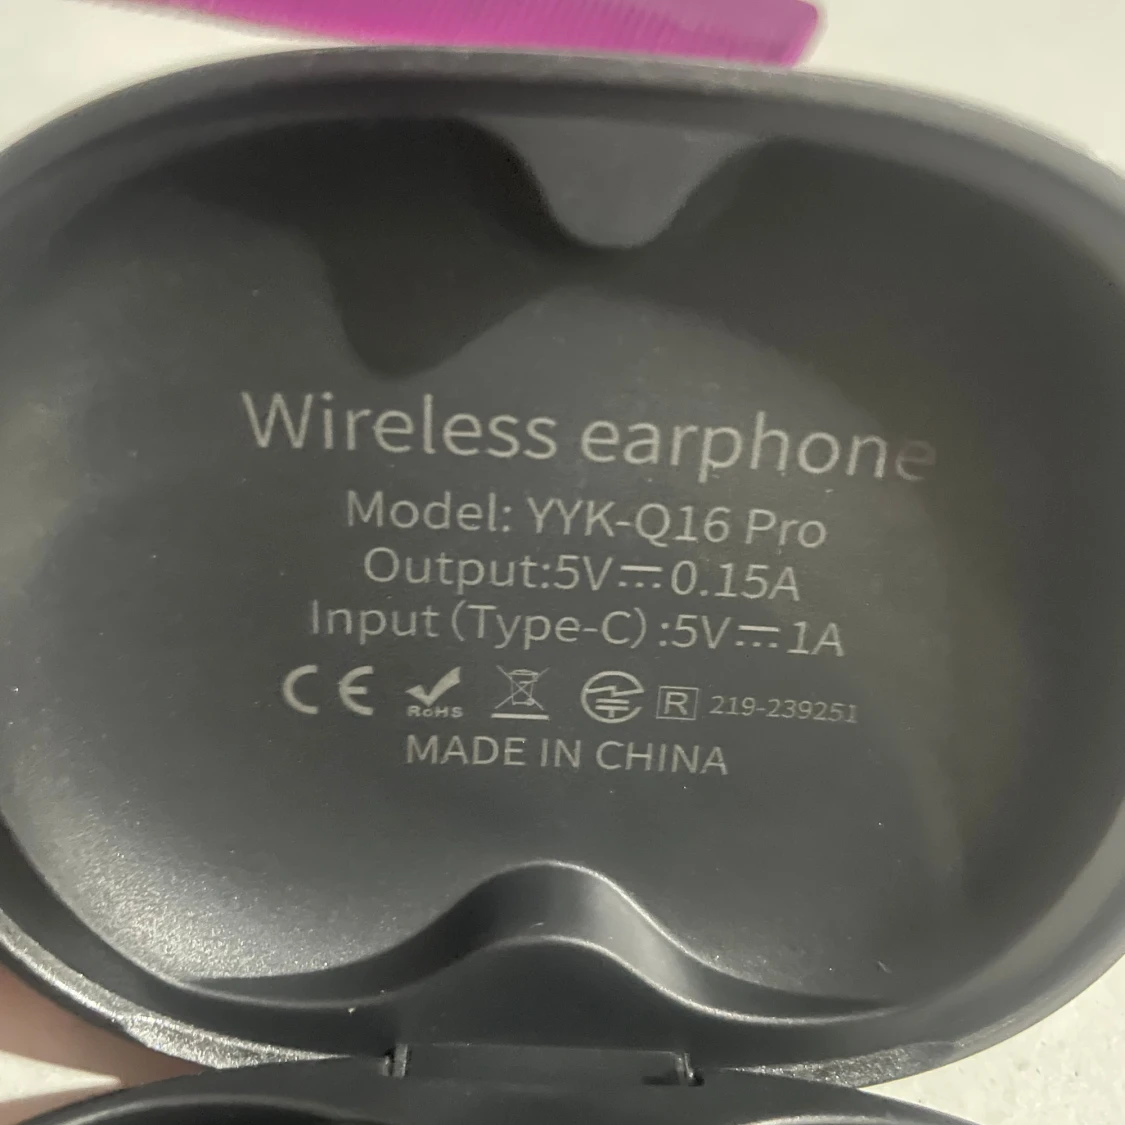 Wireless earphone
Model: YYK-Q16 Pro
Output:5V⎓0.15A
Input(Type-C):5V⎓1A
CE RoHS R 219-239251
MADE IN CHINA